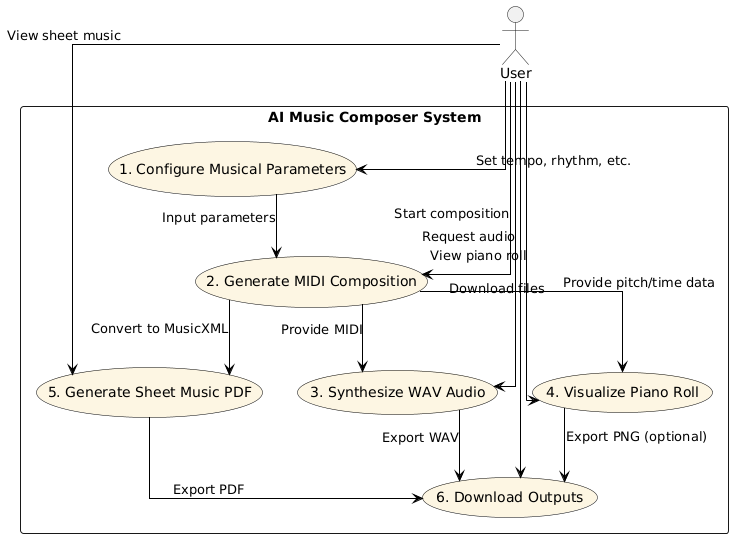 View sheet music
User
AI Music Composer System
1. Configure Musical Parameters
Set tempo, rhythm, etc.
Input parameters
Start composition
Request audio
View piano roll
2. Generate MIDI Composition
Download files
Provide pitch/time data
Convert to MusicXML
Provide MIDI
5. Generate Sheet Music PDF
3. Synthesize WAV Audio
4. Visualize Piano Roll
Export WAV
Export PNG (optional)
Export PDF
6. Download Outputs